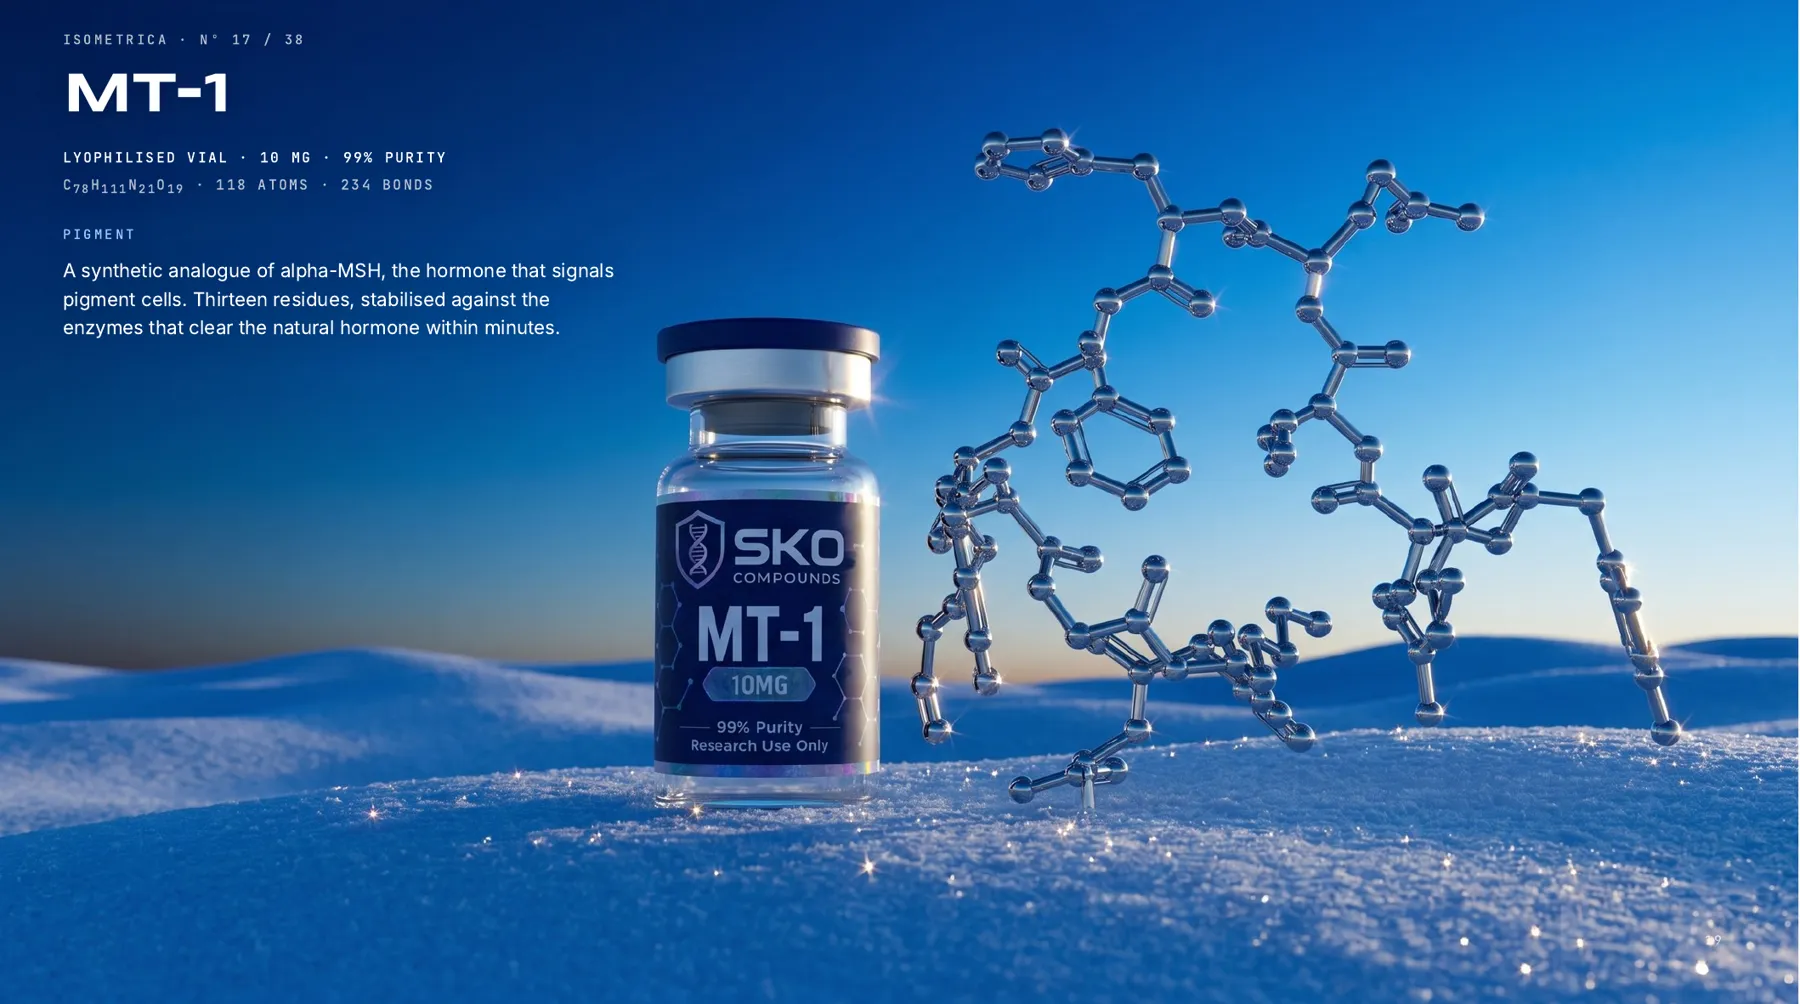 ISOMETRICA · N° 17 / 38
MT-1
LYOPHILISED VIAL · 10 MG · 99% PURITY
C₇₈H₁₁₁N₂₁O₁₉ · 118 ATOMS · 234 BONDS
PIGMENT
A synthetic analogue of alpha-MSH, the hormone that signals
pigment cells. Thirteen residues, stabilised against the
enzymes that clear the natural hormone within minutes.
SKO
COMPOUNDS
MT-1
10MG
99% Purity
Research Use Only